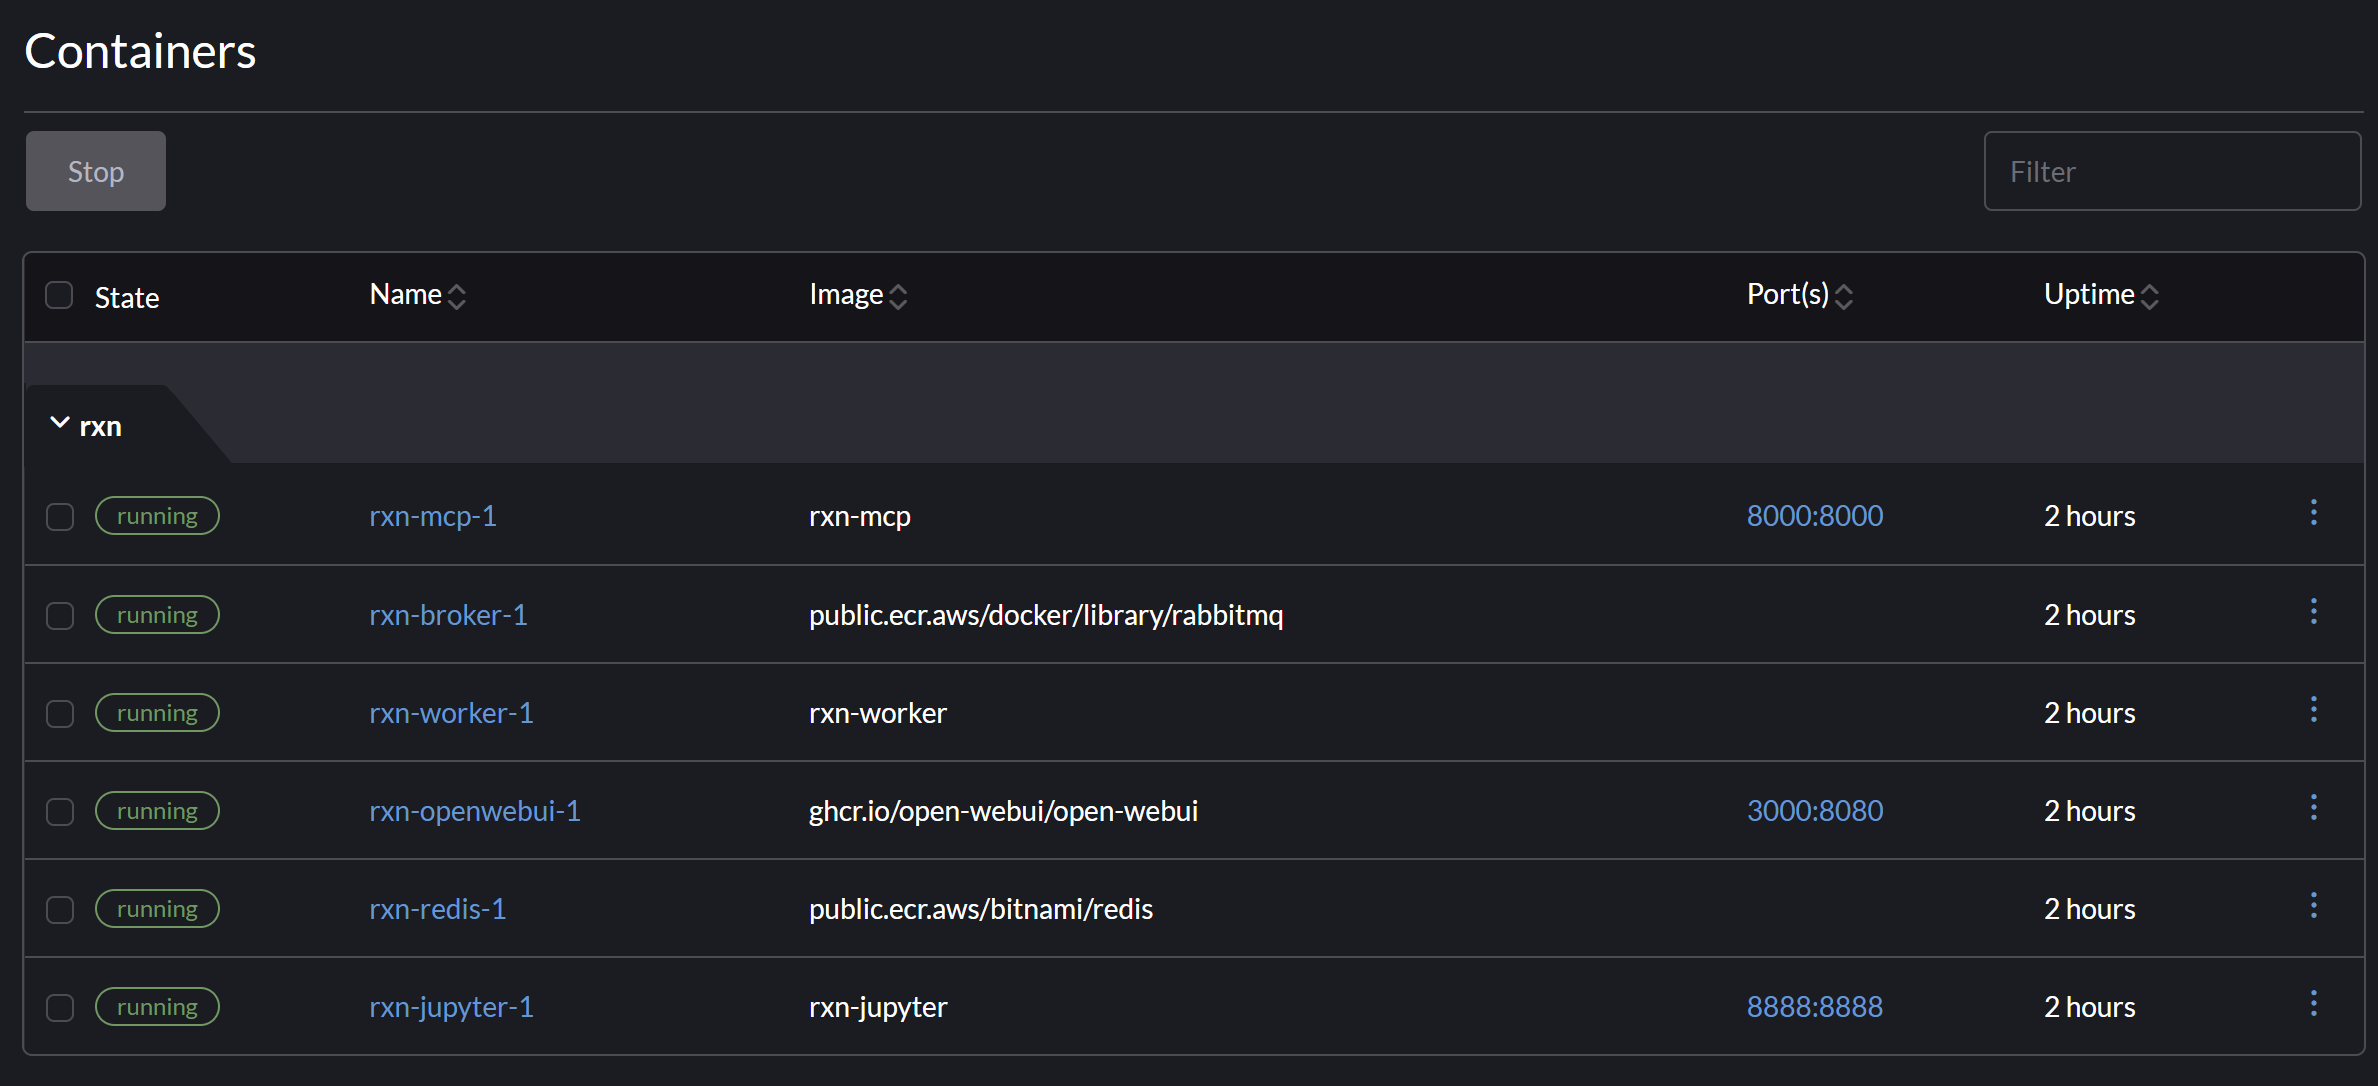 Containers
Stop
Filter
State Name Image Port(s) Uptime
rxn
running rxn-mcp-1 rxn-mcp 8000:8000 2 hours
running rxn-broker-1 public.ecr.aws/docker/library/rabbitmq 2 hours
running rxn-worker-1 rxn-worker 2 hours
running rxn-openwebui-1 ghcr.io/open-webui/open-webui 3000:8080 2 hours
running rxn-redis-1 public.ecr.aws/bitnami/redis 2 hours
running rxn-jupyter-1 rxn-jupyter 8888:8888 2 hours